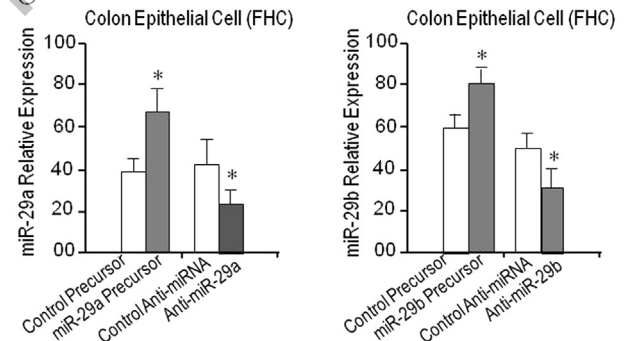 Colon Epithelial Cell (FHC)
miR-29a Relative Expression
100
80
60
40
20
00
*
*
Control Precursor
miR-29a Precursor
Control Anti-miRNA
Anti-miR-29a
Colon Epithelial Cell (FHC)
miR-29b Relative Expression
100
80
60
40
20
00
*
*
Control Precursor
miR-29b Precursor
Control Anti-miRNA
Anti-miR-29b